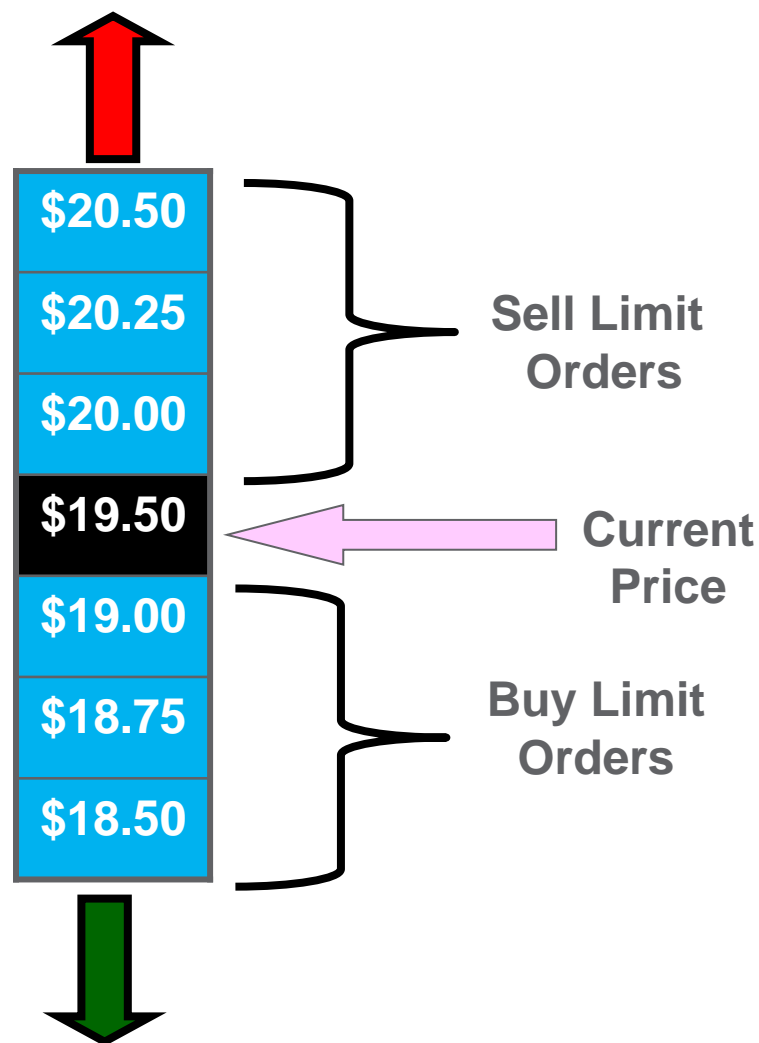 $20.50
$20.25
$20.00
$19.50
$19.00
$18.75
$18.50
Sell Limit
Orders
Current
Price
Buy Limit
Orders